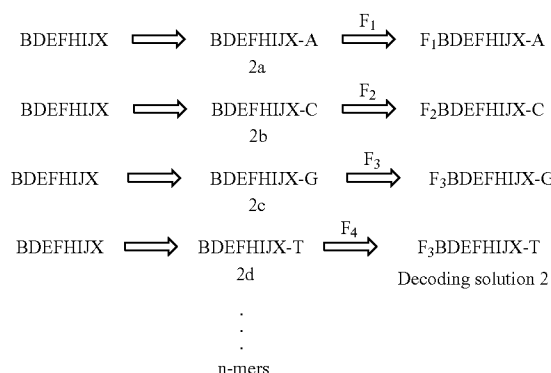 F₁
BDEFHIJX BDEFHIJX-A F₁BDEFHIJX-A
2a
F₂
BDEFHIJX BDEFHIJX-C F₂BDEFHIJX-C
2b
F₃
BDEFHIJX BDEFHIJX-G F₃BDEFHIJX-G
2c
F₄
BDEFHIJX BDEFHIJX-T F₃BDEFHIJX-T
2d Decoding solution 2
.
.
.
n-mers